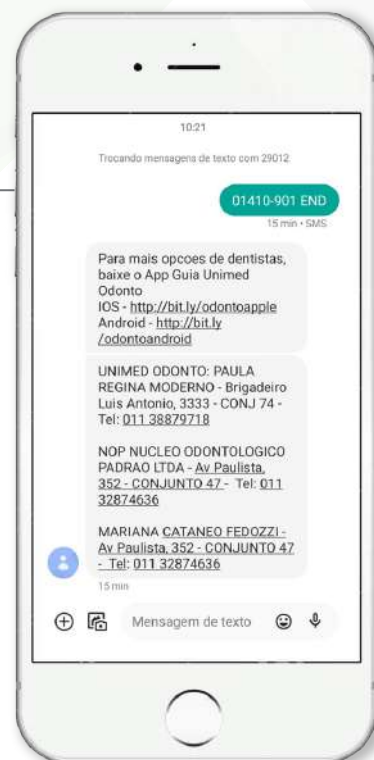 10:21
Trocando mensagens de texto com 29012
01410-901 END
15 min • SMS
Para mais opcoes de dentistas,
baixe o App Guia Unimed
Odonto
IOS - http://bit.ly/odontoapple
Android - http://bit.ly
/odontoandroid
UNIMED ODONTO: PAULA
REGINA MODERNO - Brigadeiro
Luis Antonio, 3333 - CONJ 74 -
Tel: 011 38879718
NOP NUCLEO ODONTOLOGICO
PADRAO LTDA - Av Paulista,
352 - CONJUNTO 47 - Tel: 011
32874636
MARIANA CATANEO FEDOZZI -
Av Paulista, 352 - CONJUNTO 47
- Tel: 011 32874636
15 min
Mensagem de texto